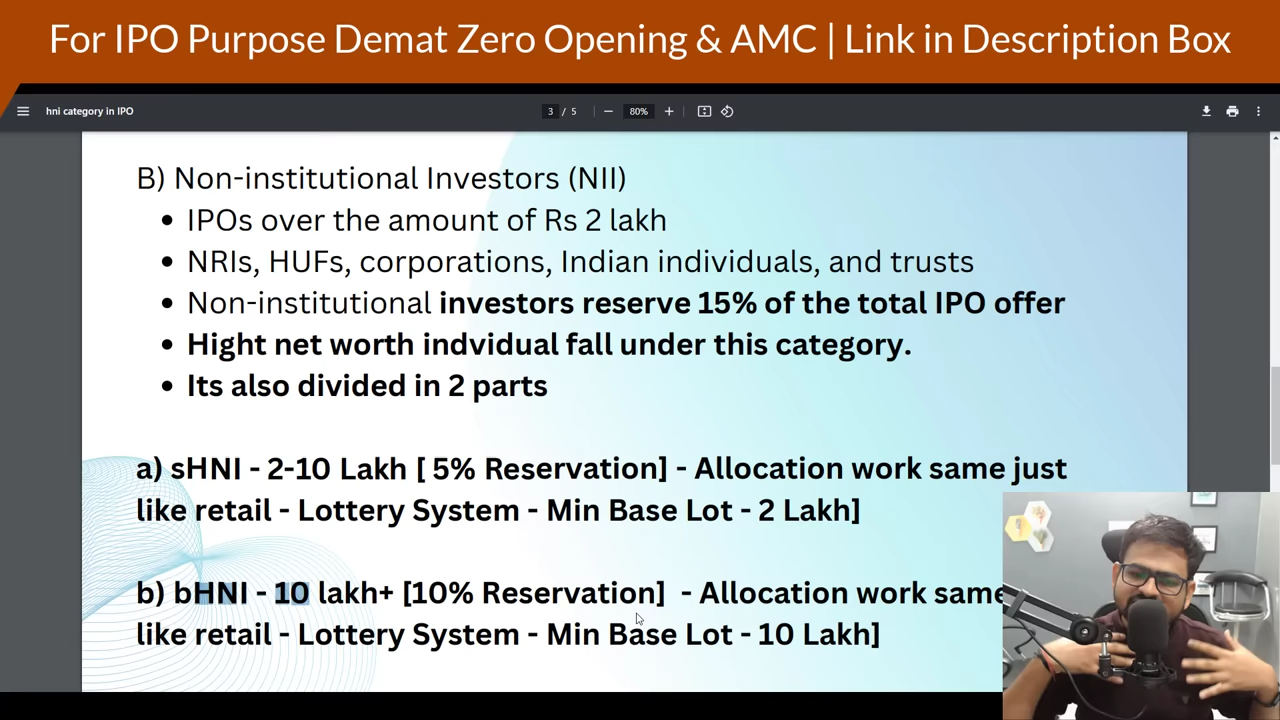 For IPO Purpose Demat Zero Opening & AMC | Link in Description Box
hni category in IPO
3 / 5
80%
B) Non-institutional Investors (NII)
• IPOs over the amount of Rs 2 lakh
• NRIs, HUFs, corporations, Indian individuals, and trusts
• Non-institutional investors reserve 15% of the total IPO offer
• Hight net worth indvidual fall under this category.
• Its also divided in 2 parts
a) sHNI - 2-10 Lakh [ 5% Reservation] - Allocation work same just
like retail - Lottery System - Min Base Lot - 2 Lakh]
b) bHNI - 10 lakh+ [10% Reservation] - Allocation work same
like retail - Lottery System - Min Base Lot - 10 Lakh]